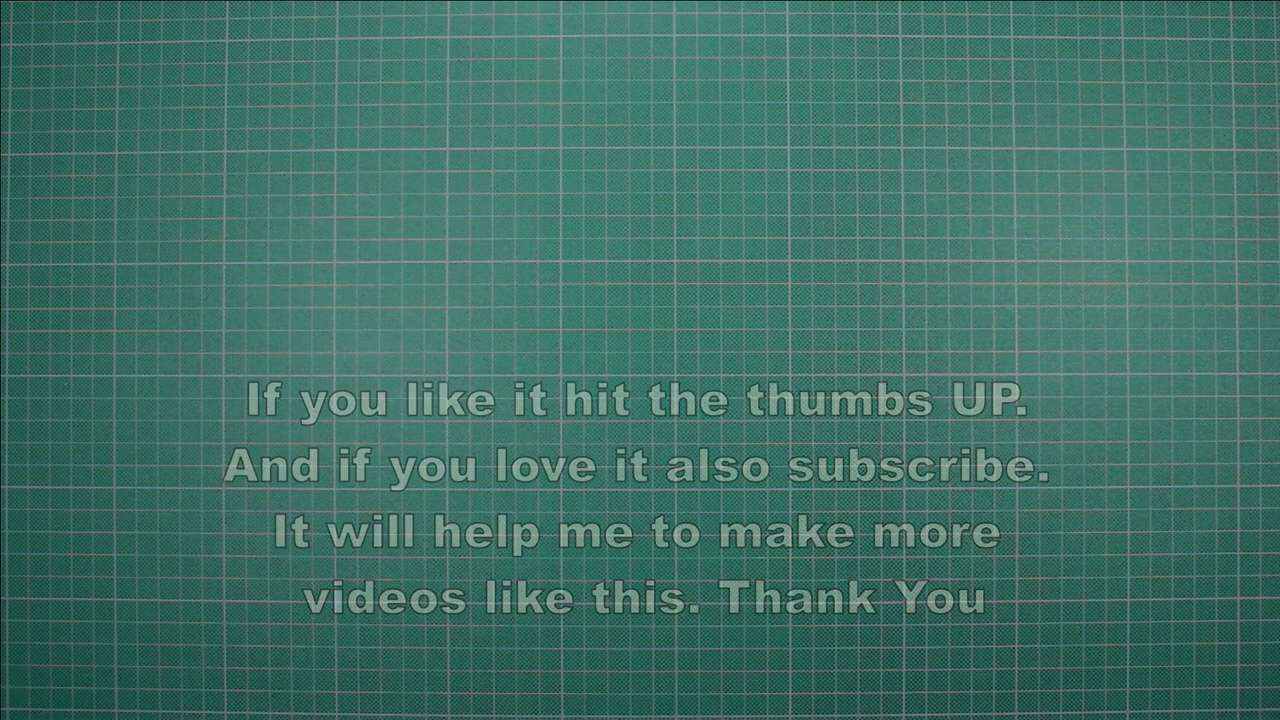 If you like it hit the thumbs UP.
And if you love it also subscribe.
It will help me to make more
videos like this. Thank You